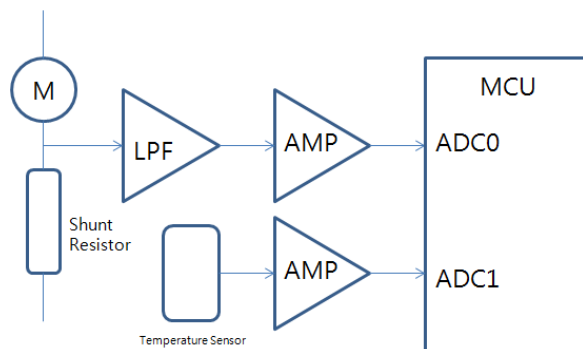 M
LPF
AMP
MCU
ADC0
Shunt
Resistor
AMP
ADC1
Temperature Sensor